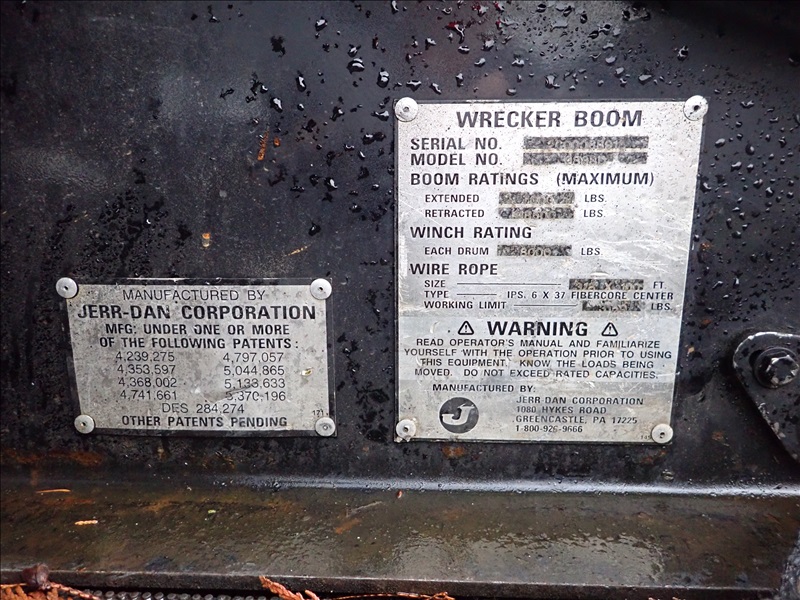 MANUFACTURED BY
JERR-DAN CORPORATION
MFG: UNDER ONE OR MORE
OF THE FOLLOWING PATENTS:
4,239,275 4,797,057
4,353,597 5,044,865
4,368,002 5,133,633
4,741,661 5,370,196
DES 284,274
OTHER PATENTS PENDING
WRECKER BOOM
SERIAL NO.
MODEL NO.
BOOM RATINGS (MAXIMUM)
EXTENDED LBS.
RETRACTED LBS.
WINCH RATING
EACH DRUM LBS.
WIRE ROPE
SIZE FT.
TYPE IPS. 6 X 37 FIBERCORE CENTER
WORKING LIMIT LBS.
⚠ WARNING ⚠
READ OPERATOR'S MANUAL AND FAMILIARIZE
YOURSELF WITH THE OPERATION PRIOR TO USING
THIS EQUIPMENT. KNOW THE LOADS BEING
MOVED. DO NOT EXCEED RATED CAPACITIES.
MANUFACTURED BY:
JERR-DAN CORPORATION
1080 HYKES ROAD
GREENCASTLE, PA 17225
1-800-926-9666